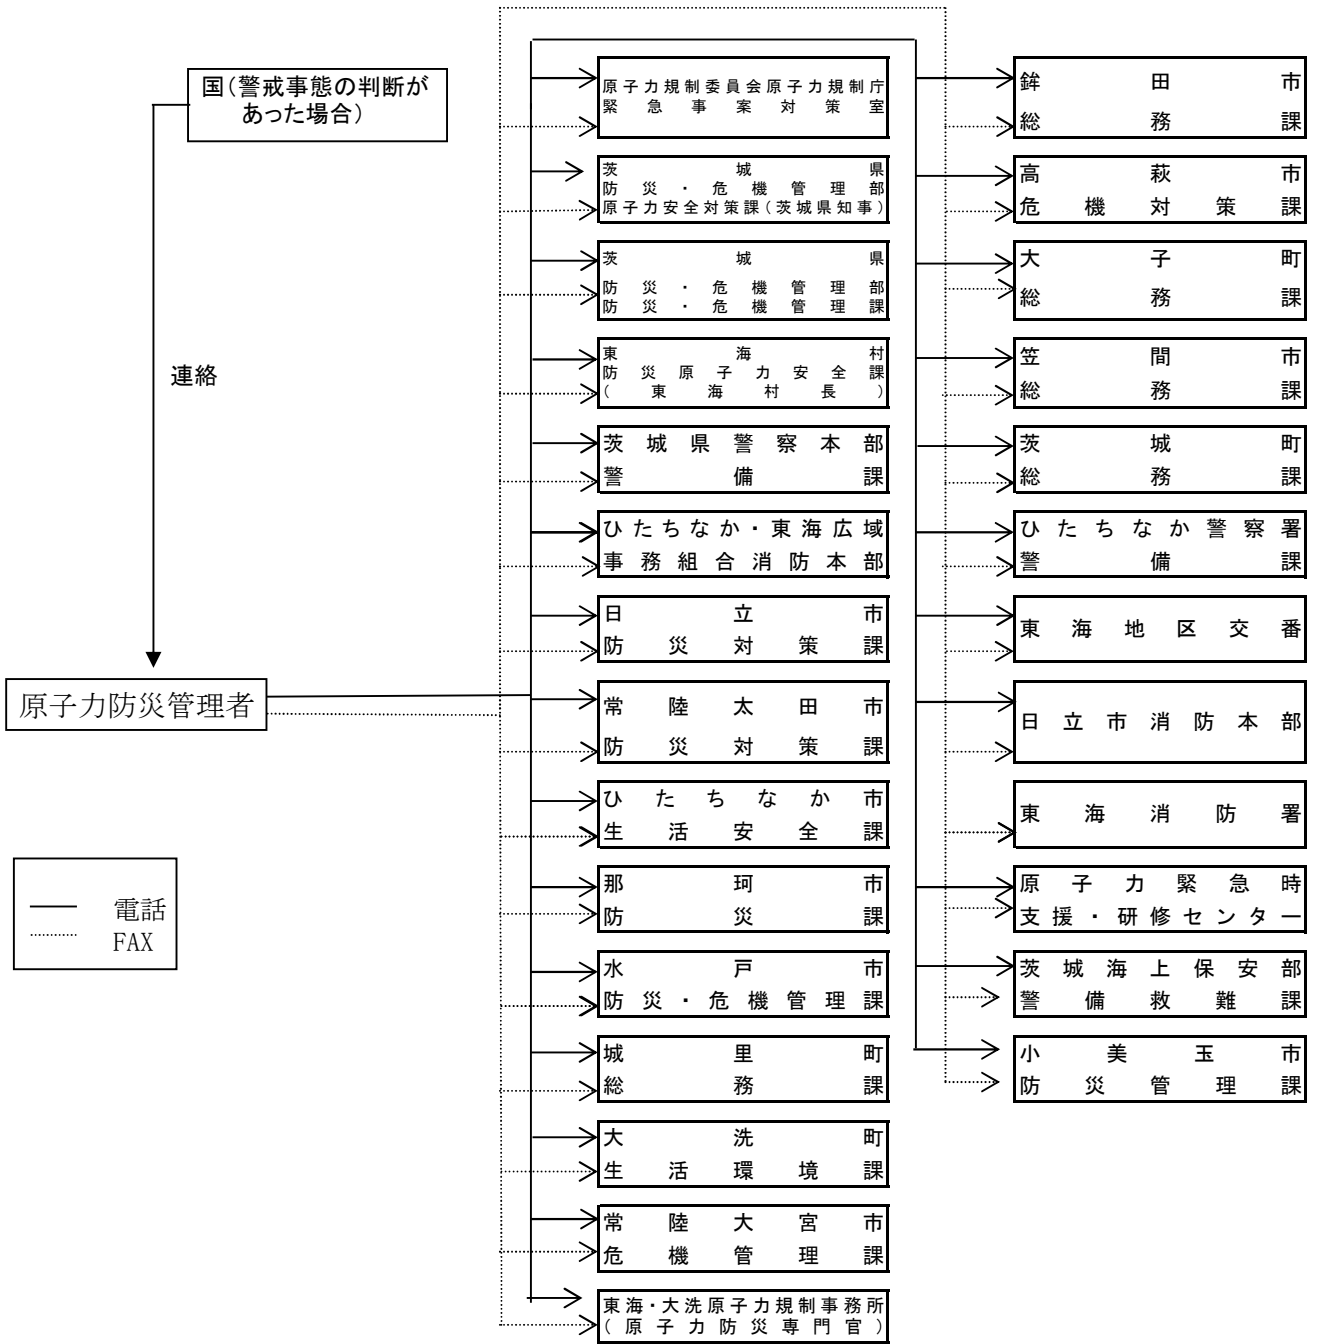 国(警戒事態の判断が
あった場合)
連絡
原子力防災管理者
電話
FAX
原子力規制委員会原子力規制庁
緊急事案対策室
茨城県
防災・危機管理部
原子力安全対策課(茨城県知事)
茨城県
防災・危機管理部
防災・危機管理課
東海村
防災原子力安全課
(東海村長)
茨城県警察本部
警備課
ひたちなか・東海広域
事務組合消防本部
日立市
防災対策課
常陸太田市
防災対策課
ひたちなか市
生活安全課
那珂市
防災課
水戸市
防災・危機管理課
城里町
総務課
大洗町
生活環境課
常陸大宮市
危機管理課
東海・大洗原子力規制事務所
(原子力防災専門官)
鉾田市
総務課
高萩市
危機対策課
大子町
総務課
笠間市
総務課
茨城町
総務課
ひたちなか警察署
警備課
東海地区交番
日立市消防本部
東海消防署
原子力緊急時
支援・研修センター
茨城海上保安部
警備救難課
小美玉市
防災管理課